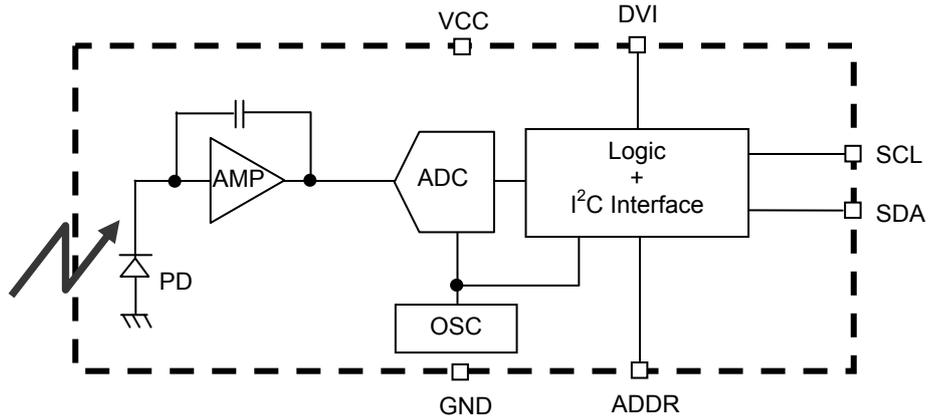 VCC
DVI
AMP
ADC
Logic
+
I²C Interface
SCL
SDA
PD
OSC
GND
ADDR